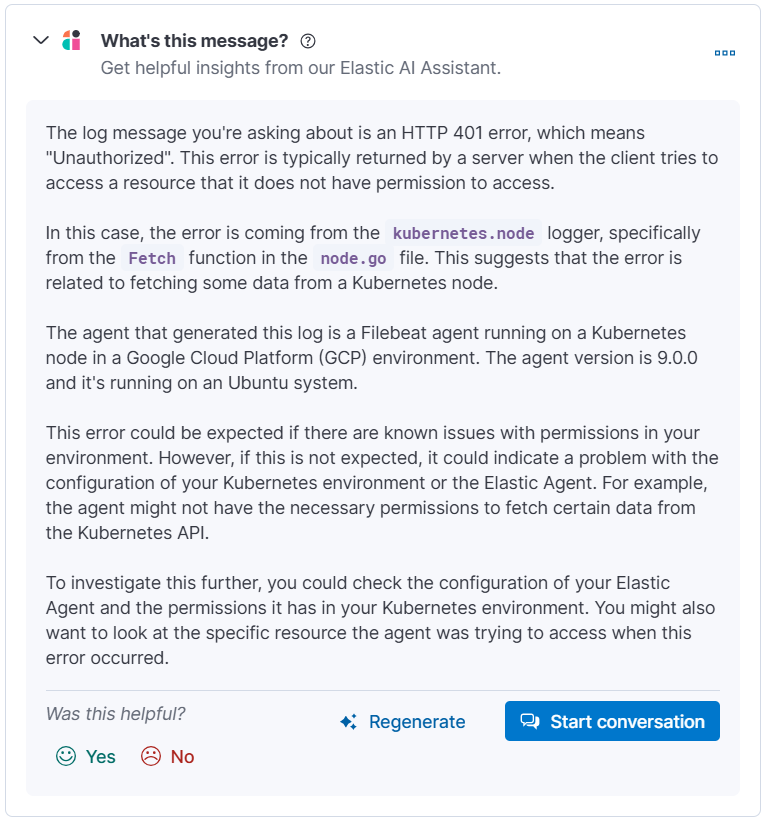 What's this message?
Get helpful insights from our Elastic AI Assistant.
The log message you're asking about is an HTTP 401 error, which means
"Unauthorized". This error is typically returned by a server when the client tries to
access a resource that it does not have permission to access.
In this case, the error is coming from the kubernetes.node logger, specifically
from the Fetch function in the node.go file. This suggests that the error is
related to fetching some data from a Kubernetes node.
The agent that generated this log is a Filebeat agent running on a Kubernetes
node in a Google Cloud Platform (GCP) environment. The agent version is 9.0.0
and it's running on an Ubuntu system.
This error could be expected if there are known issues with permissions in your
environment. However, if this is not expected, it could indicate a problem with the
configuration of your Kubernetes environment or the Elastic Agent. For example,
the agent might not have the necessary permissions to fetch certain data from
the Kubernetes API.
To investigate this further, you could check the configuration of your Elastic
Agent and the permissions it has in your Kubernetes environment. You might also
want to look at the specific resource the agent was trying to access when this
error occurred.
Was this helpful?
Yes No
Regenerate
Start conversation